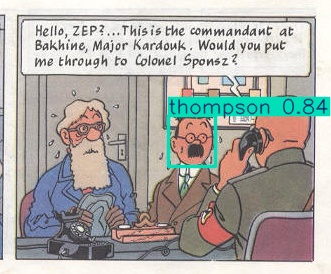 Hello, ZEP?...This is the commandant at
Bakhine, Major Kardouk. Would you put
me through to Colonel Sponsz?
thompson 0.84